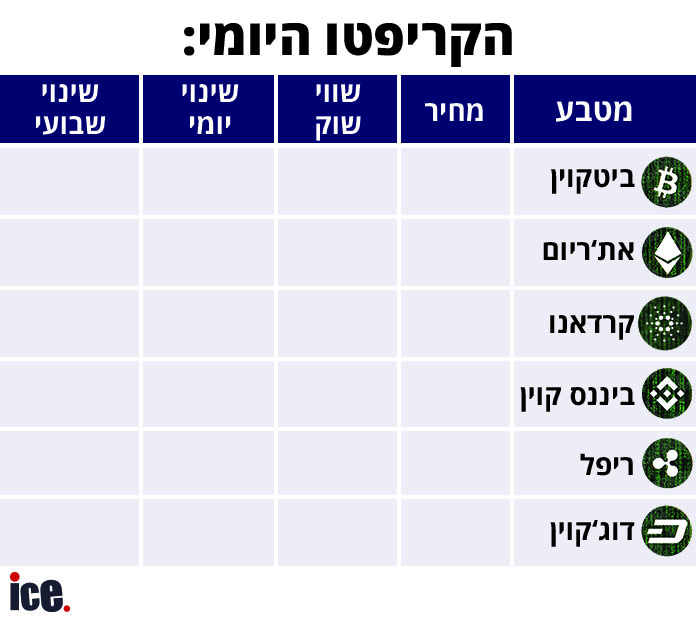 הקריפטו היומי:
מטבע
מחיר
שווי
שוק
שינוי
יומי
שינוי
שבועי
ביטקוין
את'ריום
קרדאנו
ביננס קוין
ריפל
דוג'קוין
ice.